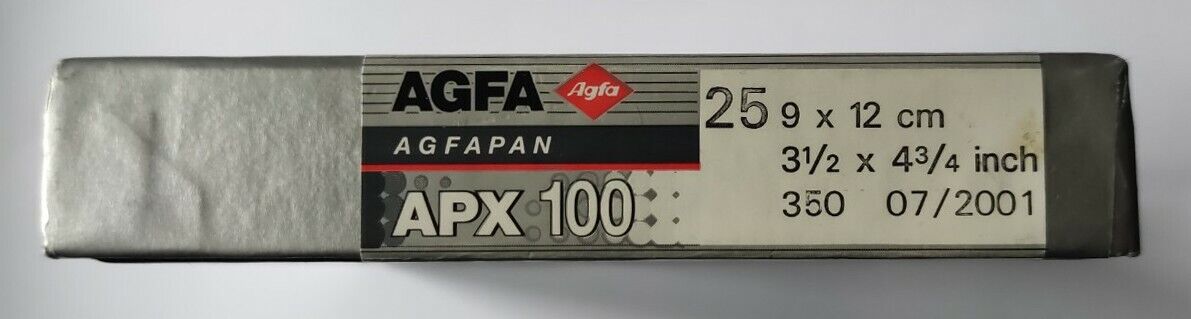 AGFA Agfa
AGFAPAN
APX 100
25 9 x 12 cm
3½ x 4¾ inch
350 07/2001